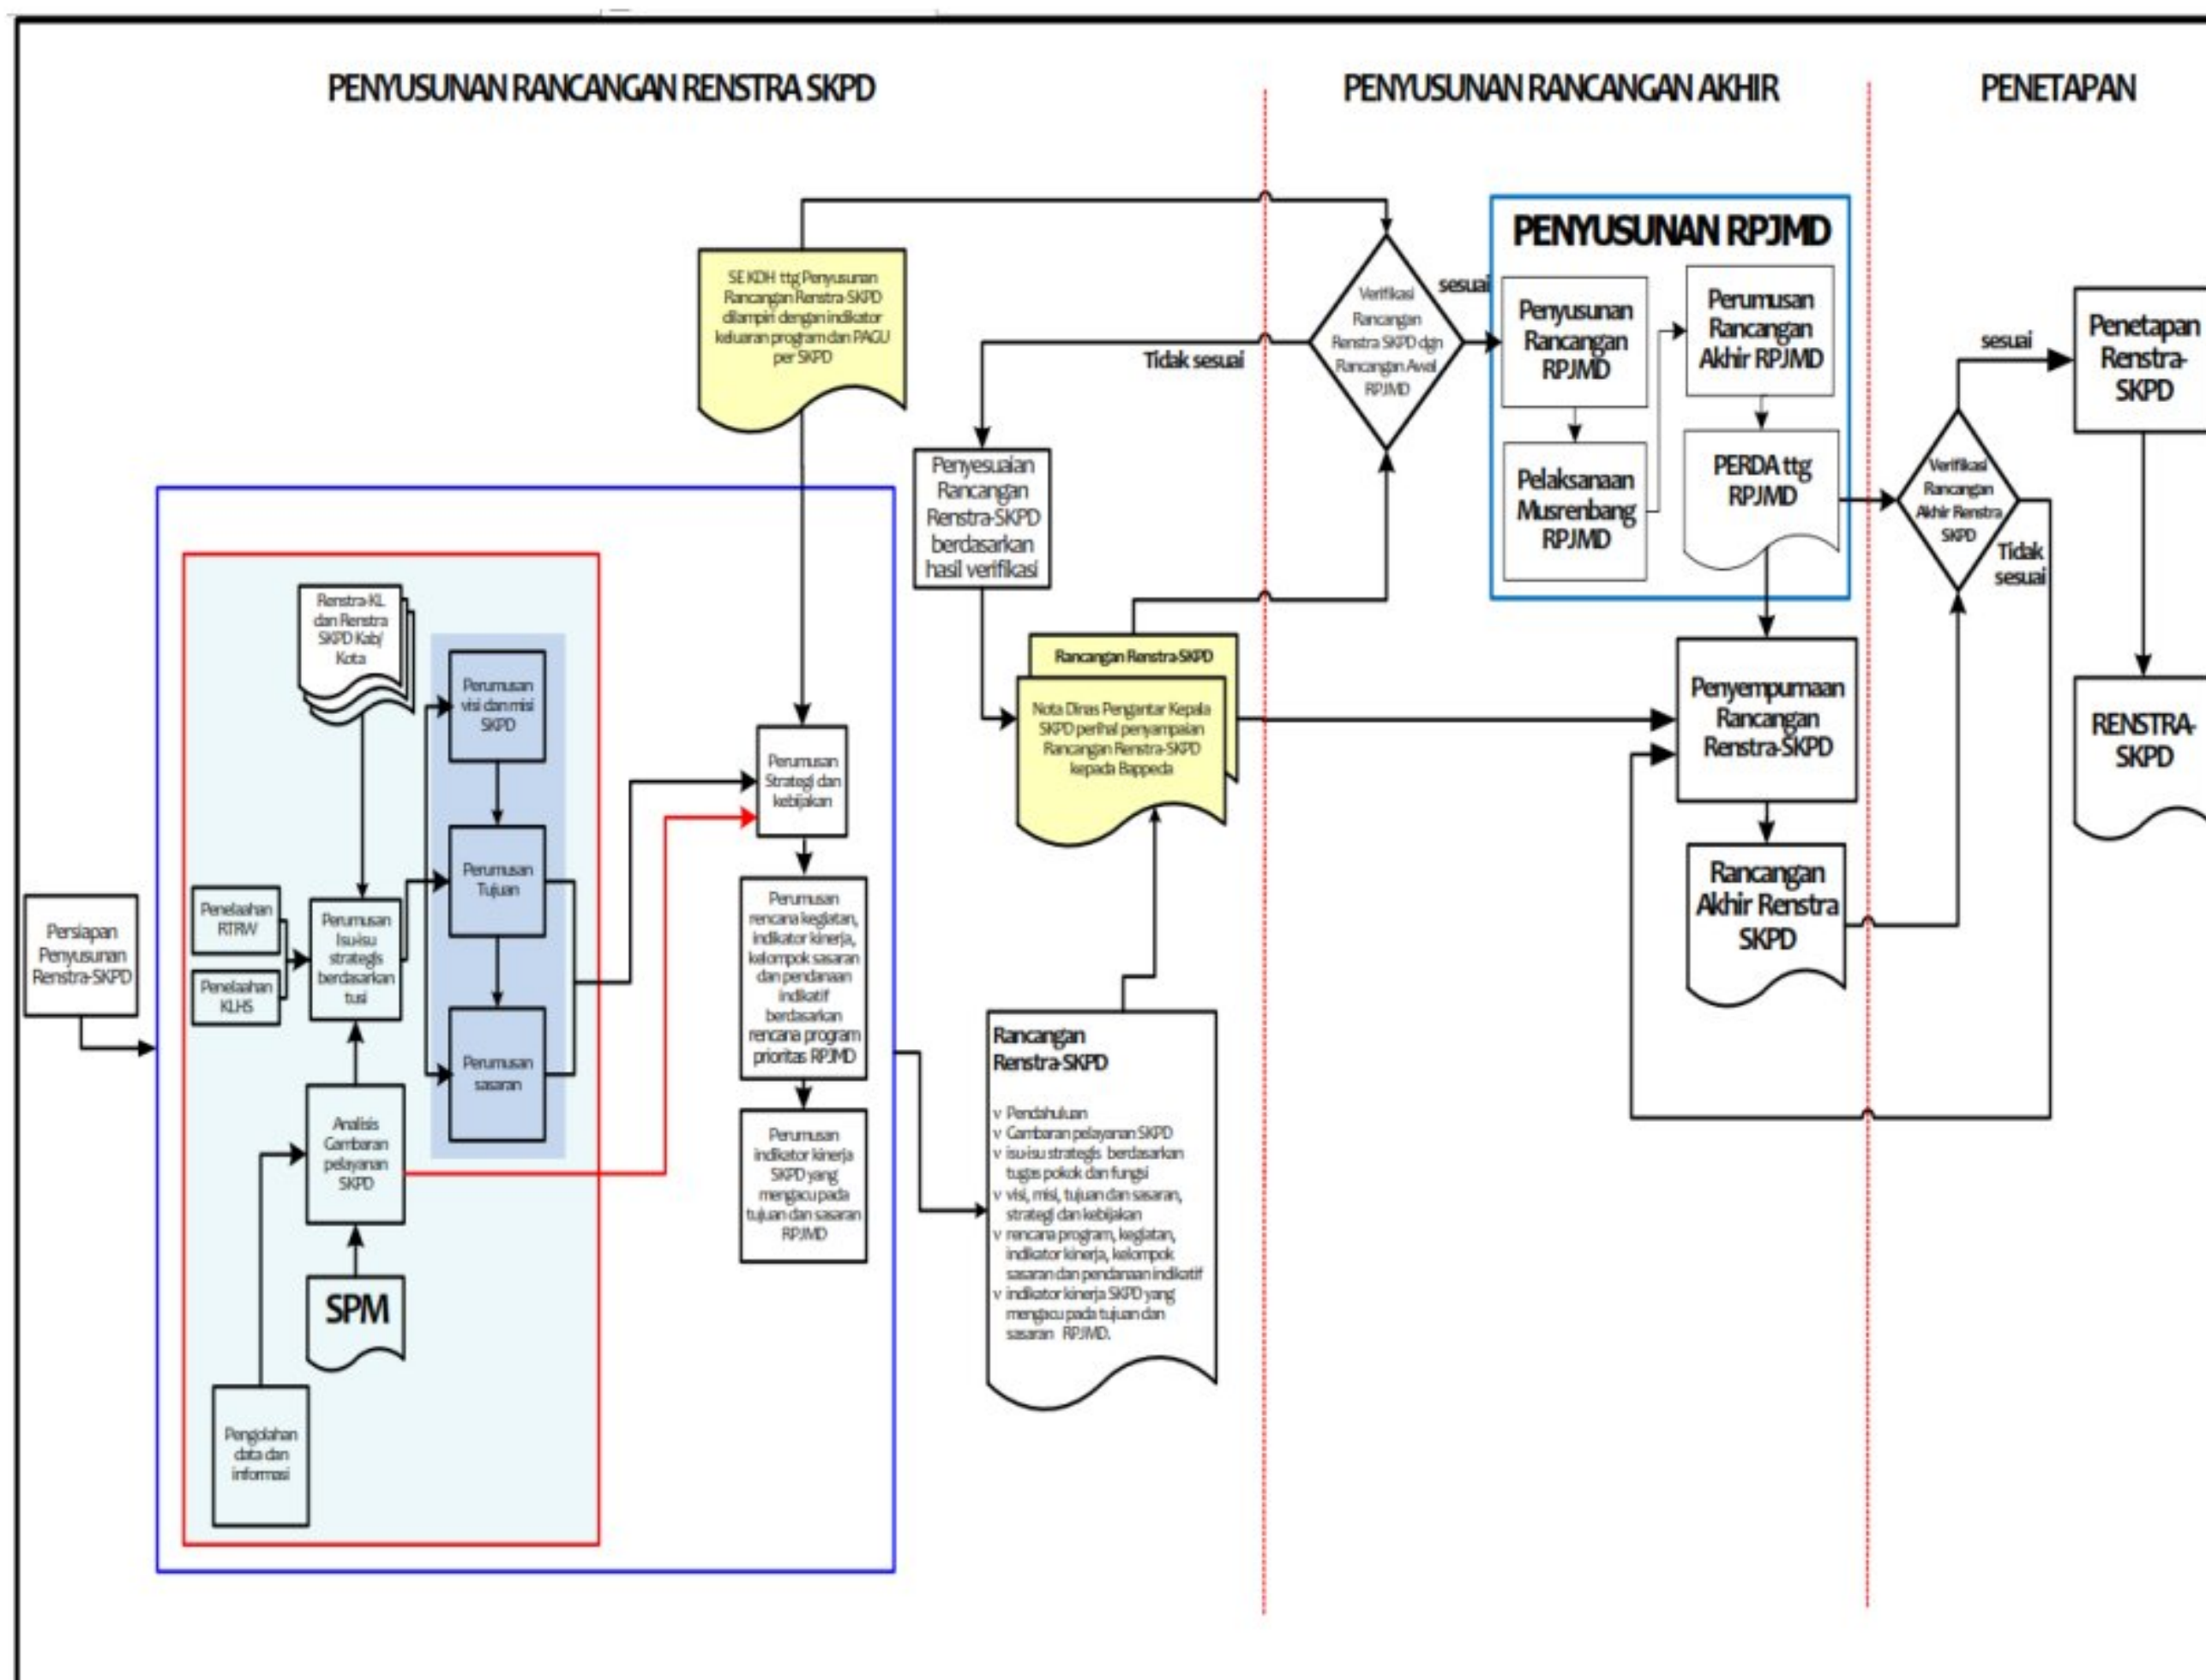 PENYUSUNAN RANCANGAN RENSTRA SKPD
PENYUSUNAN RANCANGAN AKHIR
PENETAPAN
SE KDH ttg Penyusunan
Rancangan Renstra-SKPD
dilampiri dengan indikator
keluaran program dan PAGU
per SKPD
Tidak sesuai
Verifikasi
Rancangan
Renstra SKPD dgn
Rancangan Awal
RPJMD
sesuai
PENYUSUNAN RPJMD
Penyusunan
Rancangan
RPJMD
Perumusan
Rancangan
Akhir RPJMD
Pelaksanaan
Musrenbang
RPJMD
PERDA ttg
RPJMD
sesuai
Penetapan
Renstra-
SKPD
Verifikasi
Rancangan
Akhir Renstra
SKPD
Tidak
sesuai
RENSTRA-
SKPD
Penyesuaian
Rancangan
Renstra-SKPD
berdasarkan
hasil verifikasi
Rancangan Renstra-SKPD
Nota Dinas Pengantar Kepala
SKPD perihal penyampaian
Rancangan Renstra-SKPD
kepada Bappeda
Penyempurnaan
Rancangan
Renstra-SKPD
Rancangan
Akhir Renstra
SKPD
Persiapan
Penyusunan
Renstra-SKPD
Renstra-KL
dan Renstra
SKPD Kab/
Kota
Penelaahan
RTRW
Penelaahan
KLHS
Perumusan
Isu-isu
strategis
berdasarkan
tusi
Perumusan
visi dan misi
SKPD
Perumusan
Tujuan
Perumusan
sasaran
Analisis
Gambaran
pelayanan
SKPD
SPM
Pengolahan
data dan
informasi
Perumusan
Strategi dan
kebijakan
Perumusan
rencana kegiatan,
indikator kinerja,
kelompok sasaran
dan pendanaan
indikatif
berdasarkan
rencana program
prioritas RPJMD
Perumusan
indikator kinerja
SKPD yang
mengacu pada
tujuan dan sasaran
RPJMD
Rancangan
Renstra-SKPD
v Pendahuluan
v Gambaran pelayanan SKPD
v isu-isu strategis berdasarkan
tugas pokok dan fungsi
v visi, misi, tujuan dan sasaran,
strategi dan kebijakan
v rencana program, kegiatan,
indikator kinerja, kelompok
sasaran dan pendanaan indikatif
v indikator kinerja SKPD yang
mengacu pada tujuan dan
sasaran RPJMD.